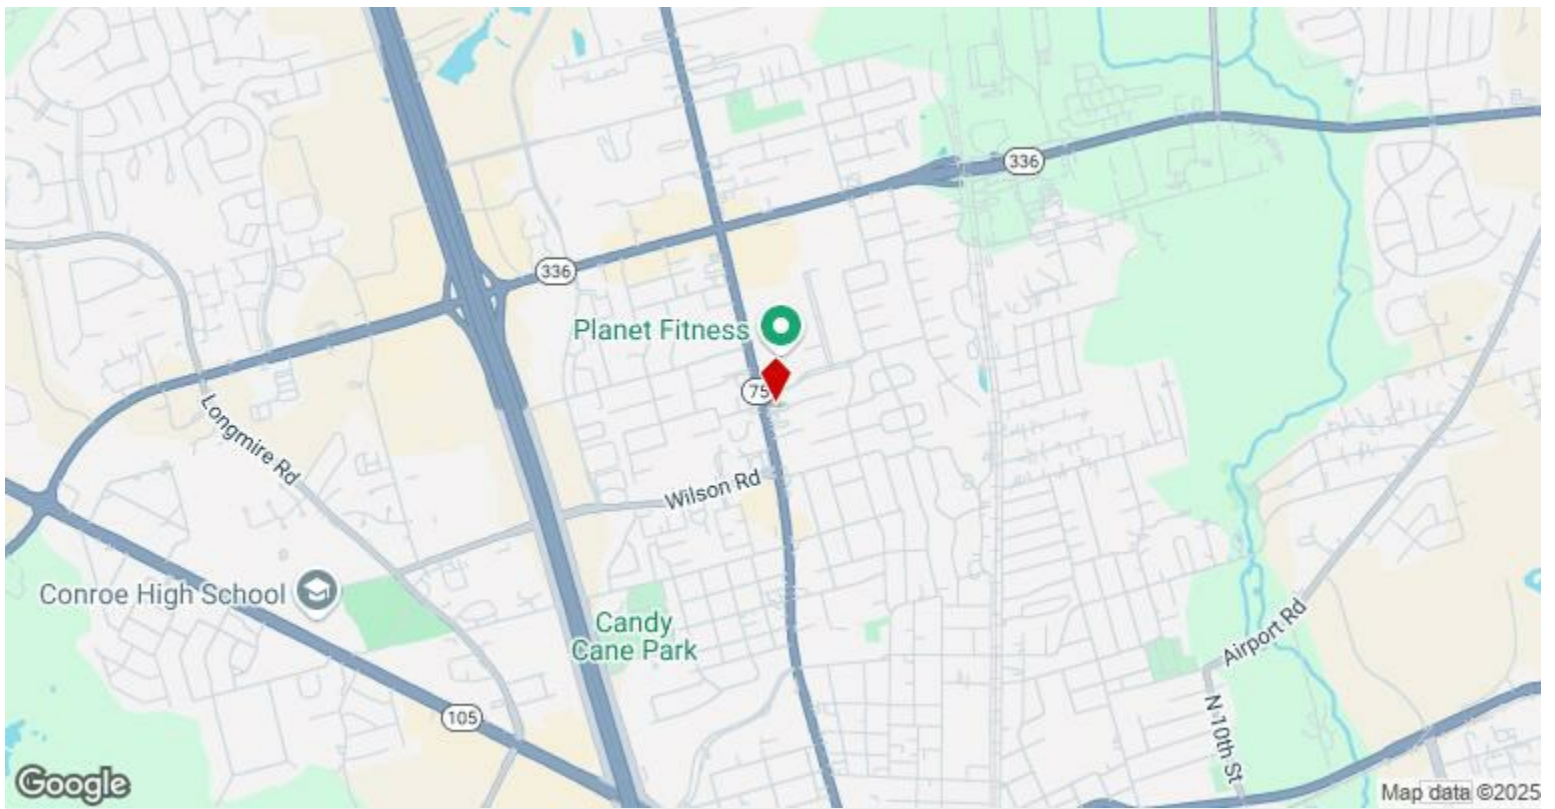 336
336
Planet Fitness
75
Longmire Rd
Wilson Rd
Conroe High School
Candy
Cane Park
Airport Rd
105
N 10th St
Google
Map data ©2025